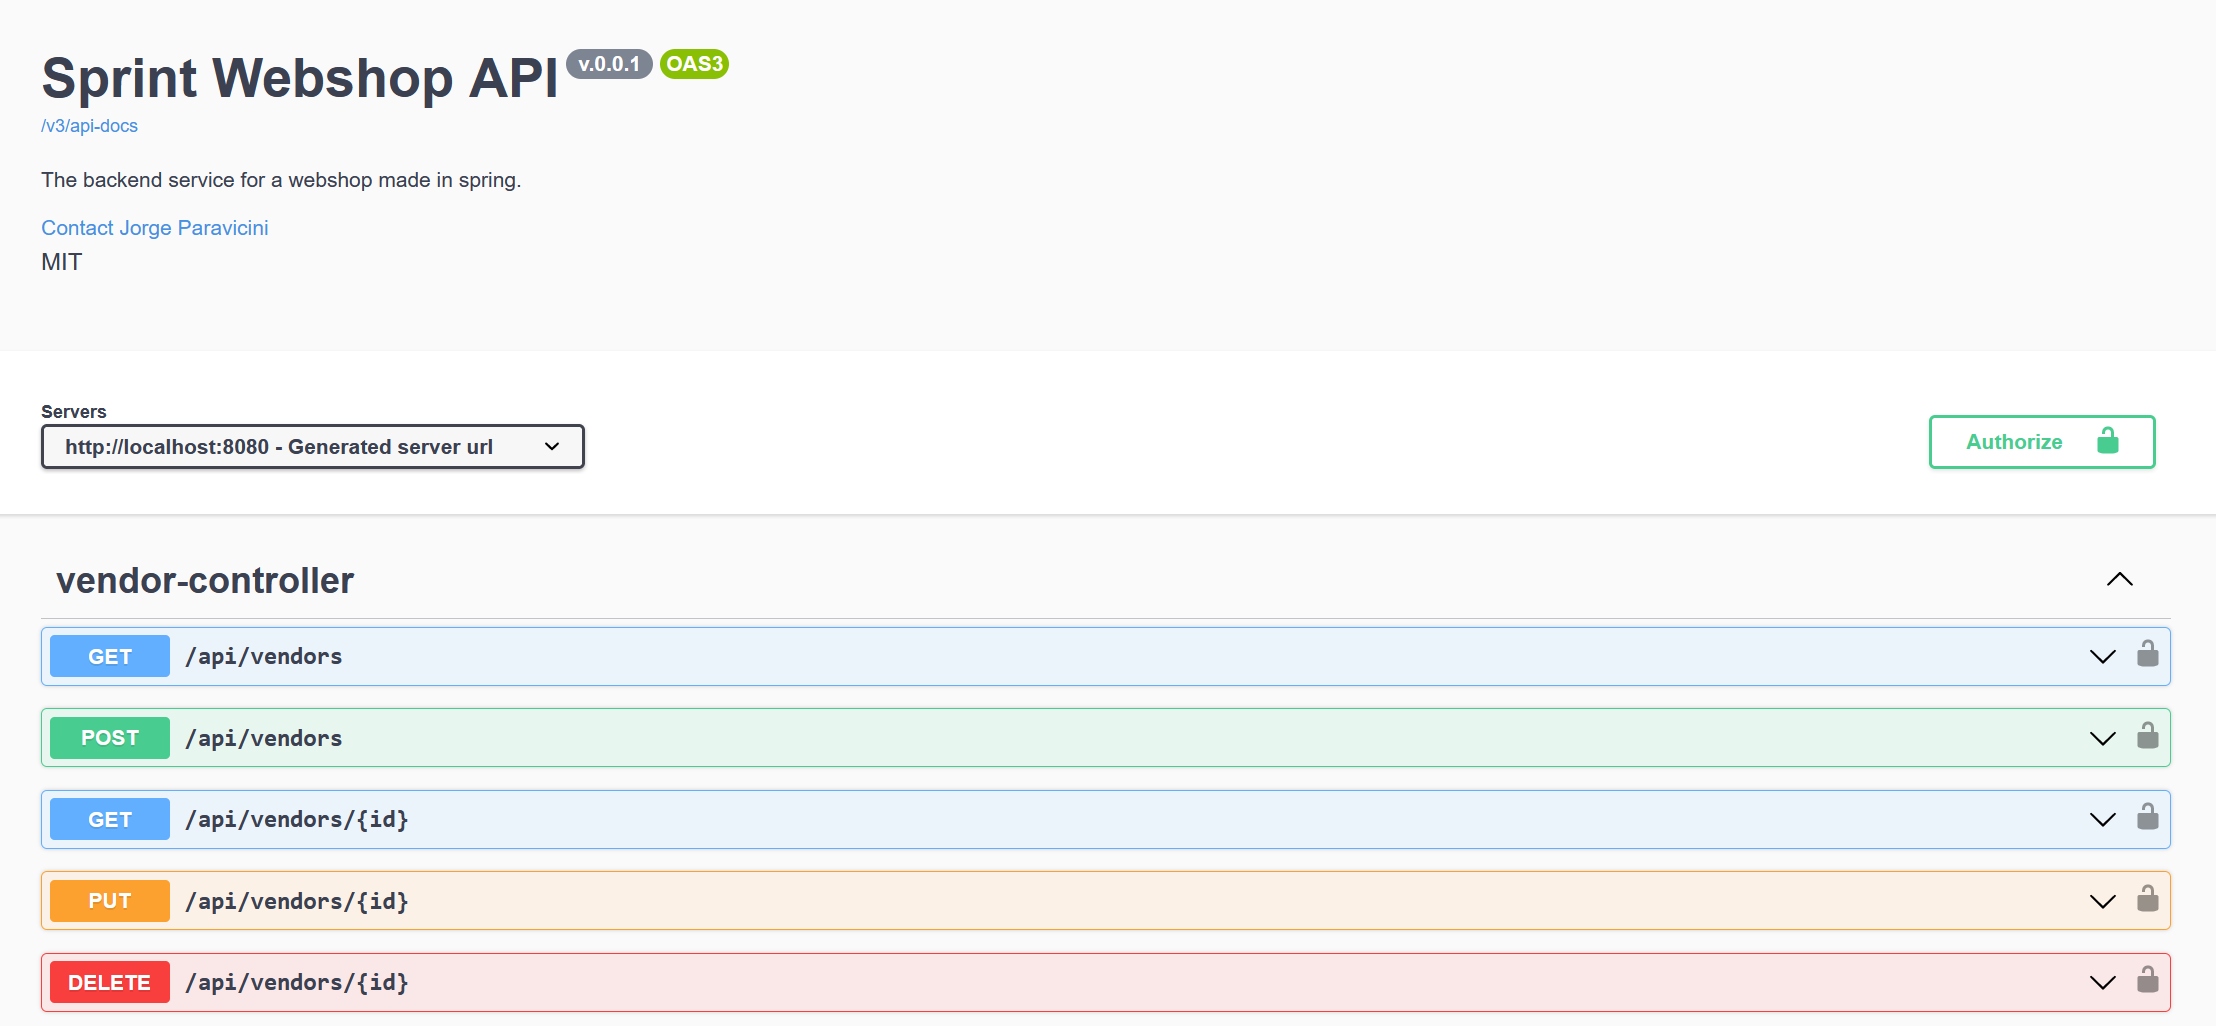 Sprint Webshop API v.0.0.1 OAS3
/v3/api-docs
The backend service for a webshop made in spring.
Contact Jorge Paravicini
MIT
Servers
http://localhost:8080 - Generated server url
Authorize
vendor-controller
GET /api/vendors
POST /api/vendors
GET /api/vendors/{id}
PUT /api/vendors/{id}
DELETE /api/vendors/{id}